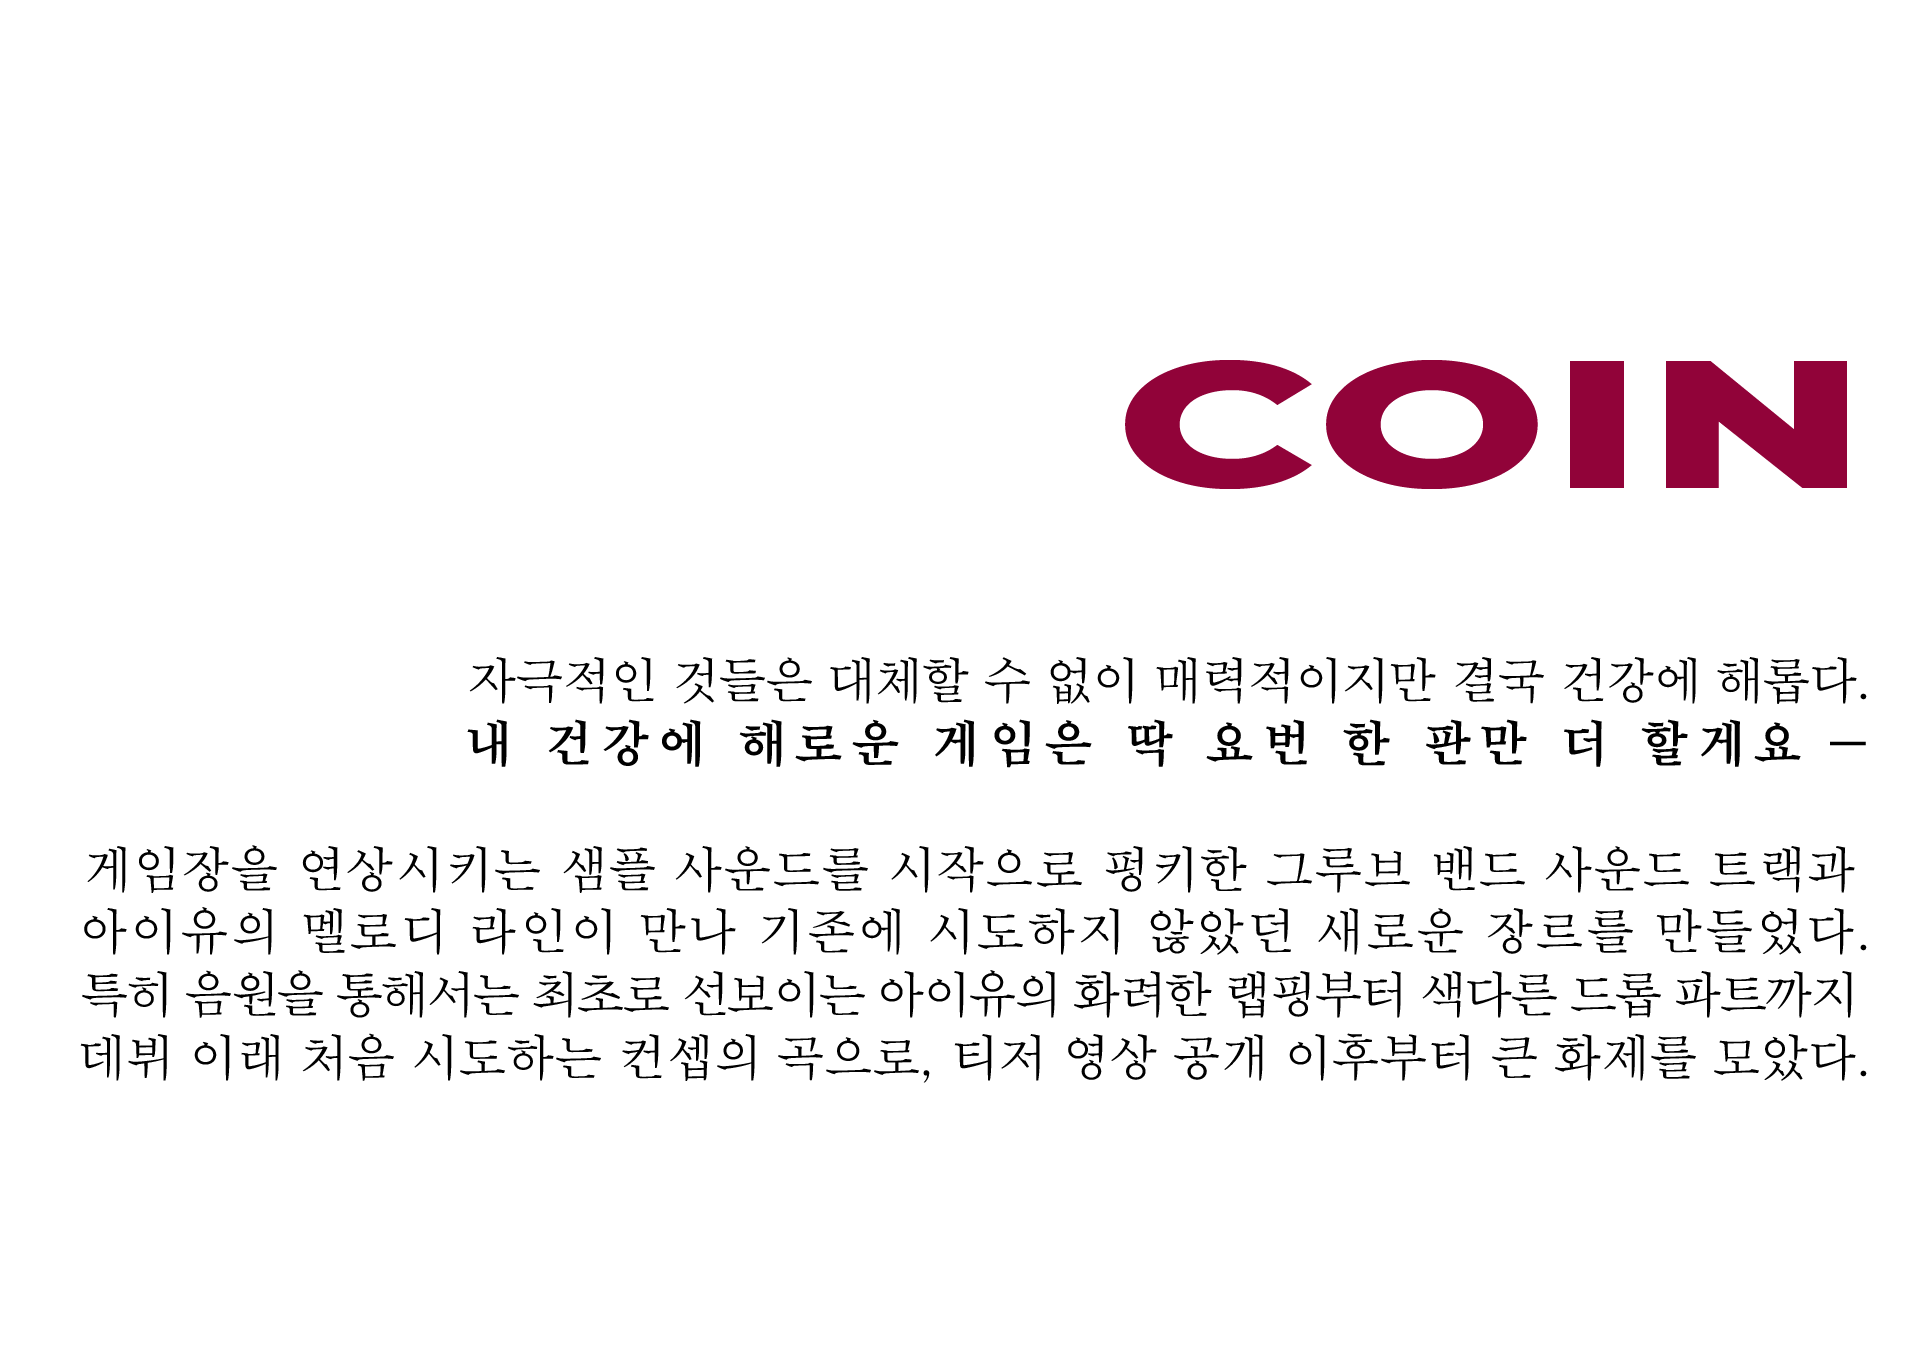 COIN
자극적인 것들은 대체할 수 없이 매력적이지만 결국 건강에 해롭다.
내 건강에 해로운 게임은 딱 요번 한 판만 더 할게요 —
게임장을 연상시키는 샘플 사운드를 시작으로 펑키한 그루브 밴드 사운드 트랙과
아이유의 멜로디 라인이 만나 기존에 시도하지 않았던 새로운 장르를 만들었다.
특히 음원을 통해서는 최초로 선보이는 아이유의 화려한 랩핑부터 색다른 드롭 파트까지
데뷔 이래 처음 시도하는 컨셉의 곡으로, 티저 영상 공개 이후부터 큰 화제를 모았다.